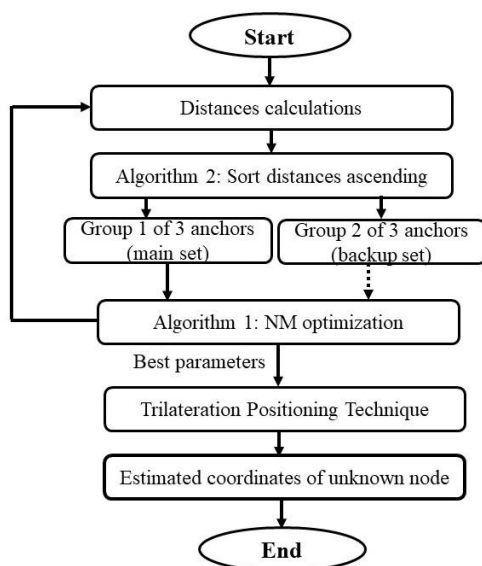 Start
Distances calculations
Algorithm 2: Sort distances ascending
Group 1 of 3 anchors
(main set)
Group 2 of 3 anchors
(backup set)
Algorithm 1: NM optimization
Best parameters
Trilateration Positioning Technique
Estimated coordinates of unknown node
End